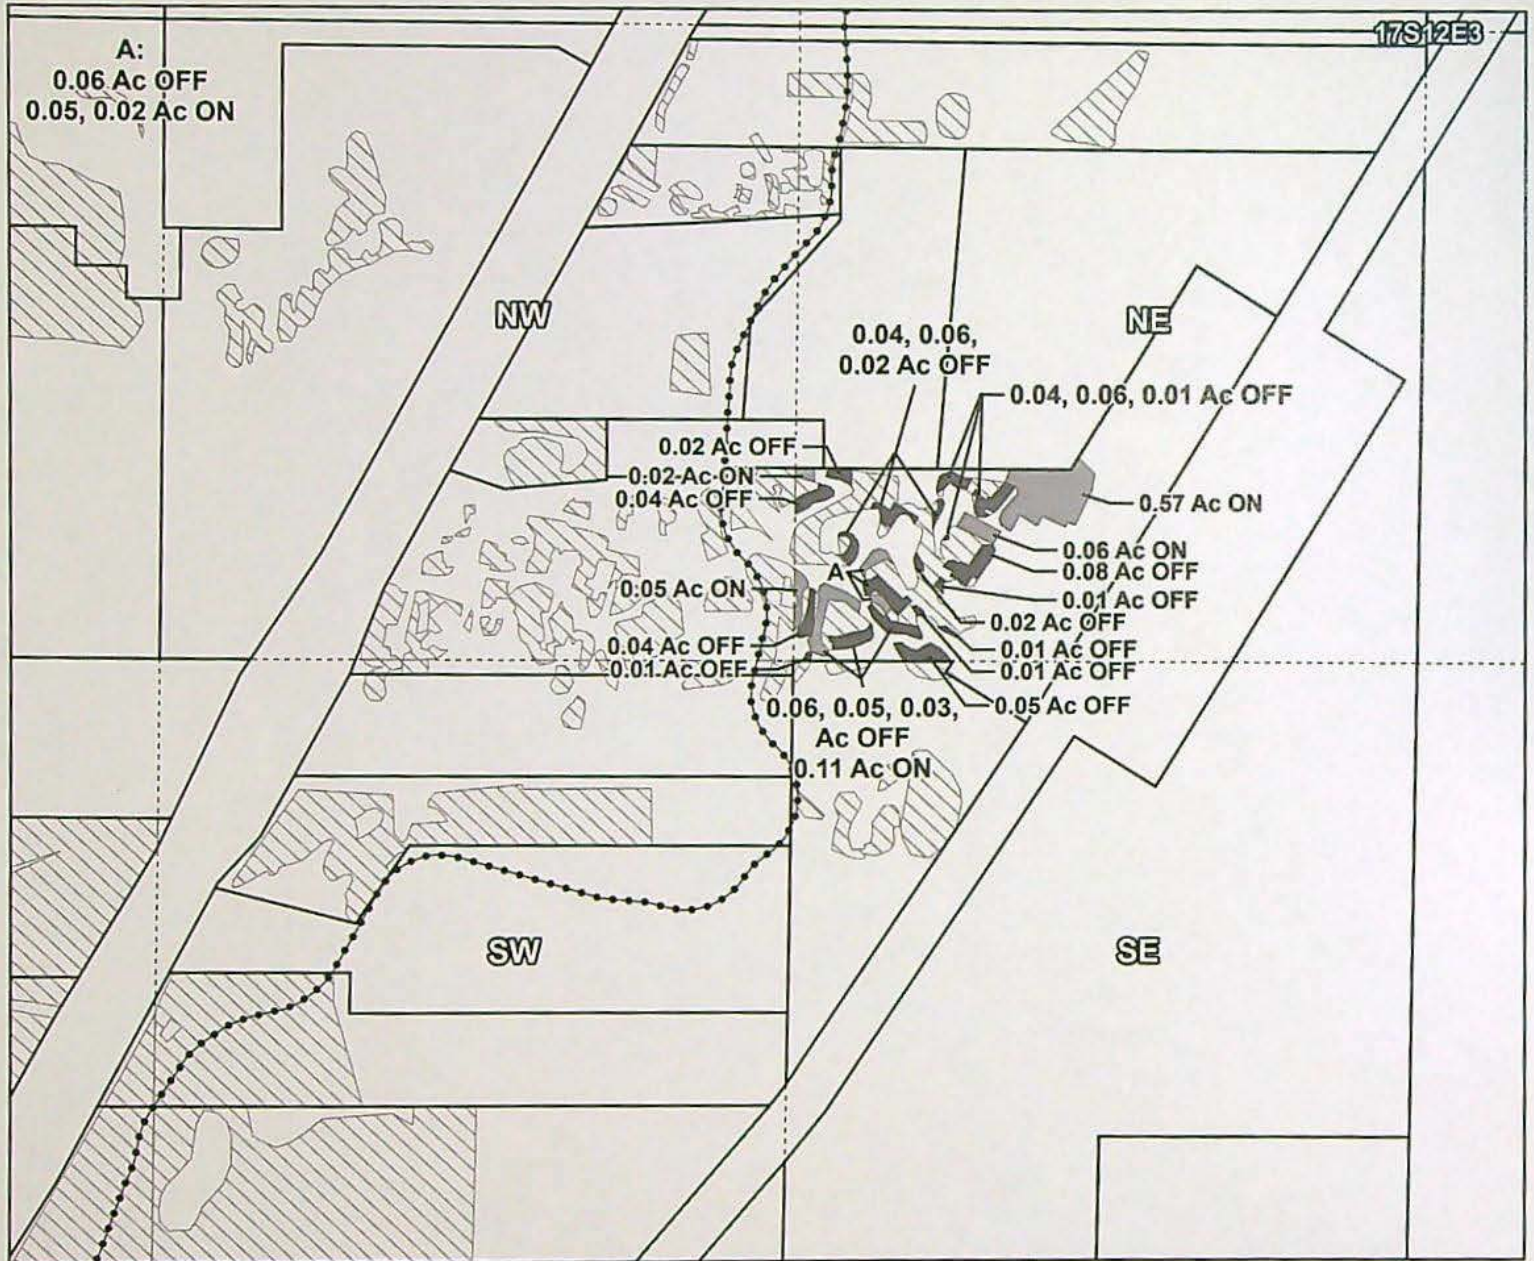 17S12E3
A:
0.06 Ac OFF
0.05, 0.02 Ac ON
NW
NE
0.04, 0.06,
0.02 Ac OFF
0.04, 0.06, 0.01 Ac OFF
0.02 Ac OFF
0.02 Ac ON
0.04 Ac OFF
0.57 Ac ON
0.06 Ac ON
0.08 Ac OFF
A
0.05 Ac ON
0.01 Ac OFF
0.02 Ac OFF
0.04 Ac OFF
0.01 Ac OFF
0.01 Ac OFF
0.01 Ac OFF
0.06, 0.05, 0.03,
Ac OFF
0.11 Ac ON
0.05 Ac OFF
SW
SE